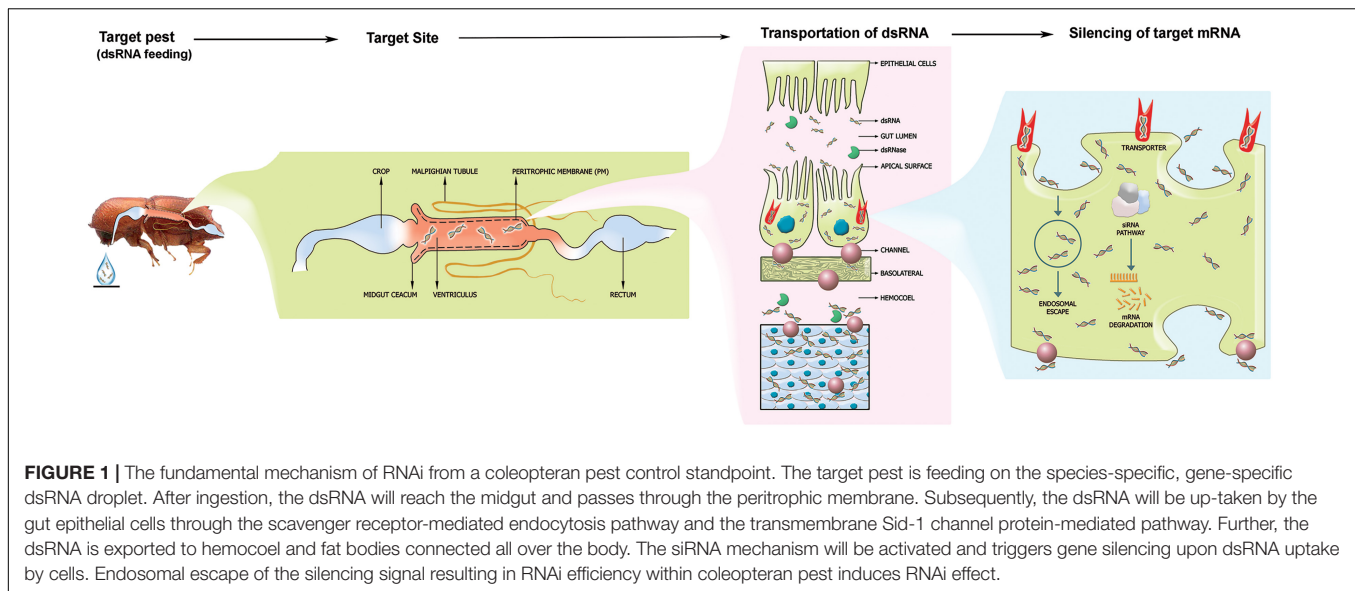 Target pest
(dsRNA feeding)
Target Site
Transportation of dsRNA
Silencing of target mRNA
CROP
MALPIGHIAN TUBULE
PERITROPHIC MEMBRANE (PM)
MIDGUT CEACUM
VENTRICULUS
RECTUM
EPITHELIAL CELLS
dsRNA
GUT LUMEN
dsRNase
APICAL SURFACE
CHANNEL
BASOLATERAL
HEMOCOEL
TRANSPORTER
siRNA
PATHWAY
ENDOSOMAL
ESCAPE
mRNA
DEGRADATION
FIGURE 1 | The fundamental mechanism of RNAi from a coleopteran pest control standpoint. The target pest is feeding on the species-specific, gene-specific
dsRNA droplet. After ingestion, the dsRNA will reach the midgut and passes through the peritrophic membrane. Subsequently, the dsRNA will be up-taken by the
gut epithelial cells through the scavenger receptor-mediated endocytosis pathway and the transmembrane Sid-1 channel protein-mediated pathway. Further, the
dsRNA is exported to hemocoel and fat bodies connected all over the body. The siRNA mechanism will be activated and triggers gene silencing upon dsRNA uptake
by cells. Endosomal escape of the silencing signal resulting in RNAi efficiency within coleopteran pest induces RNAi effect.